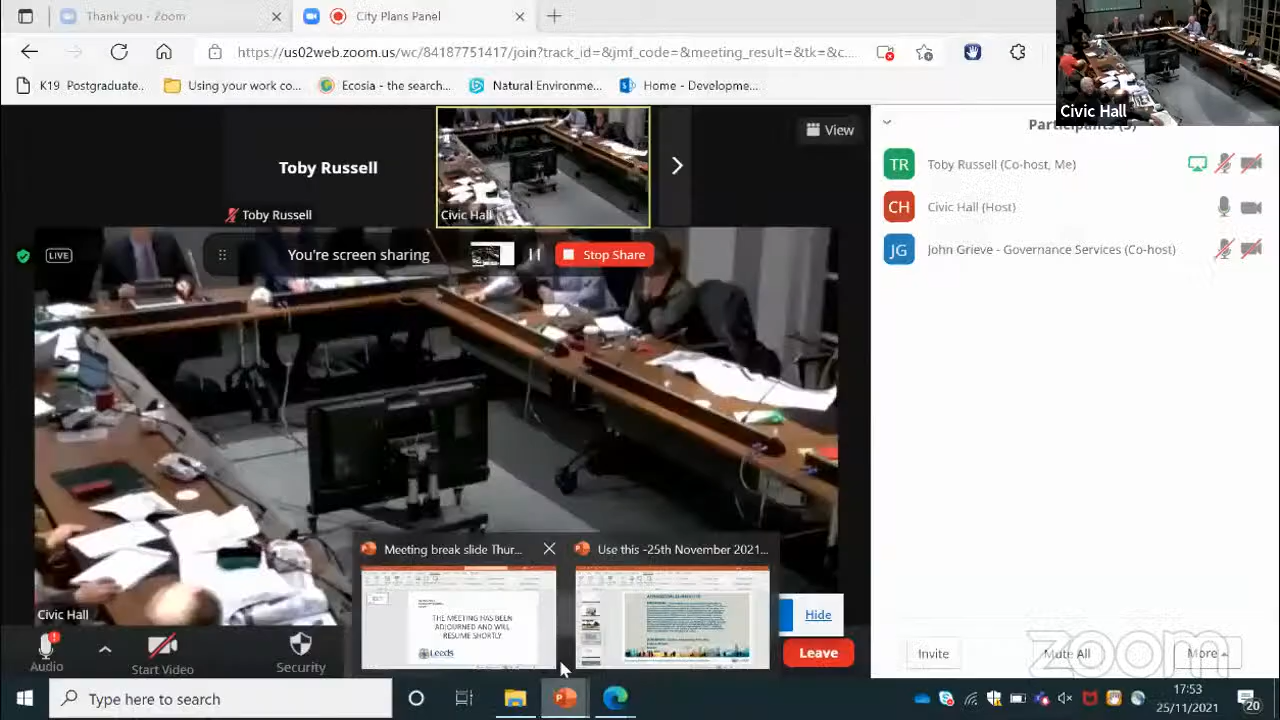 Thank you - Zoom
City Plans Panel
https://us02web.zoom.us/wc/84187751417/join?track_id=&jmf_code=&meeting_result=&tk=&c...
K19 Postgraduate..
Using your work co...
Ecosia - the search...
Natural Environme...
Home - Developme...
Civic Hall
Toby Russell
Toby Russell
Civic Hall
View
LIVE
You're screen sharing
Stop Share
TR
Toby Russell (Co-host, Me)
CH
Civic Hall (Host)
JG
John Grieve - Governance Services (Co-host)
Meeting break slide Thur...
Use this -25th November 2021...
THE MEETING HAS BEEN
ADJOURNED AND WILL
RESUME SHORTLY
Leeds
Hide
Civic Hall
Audio
Start Video
Security
Leave
Invite
Mute All
More
zoom
Type here to search
17:53
25/11/2021
20